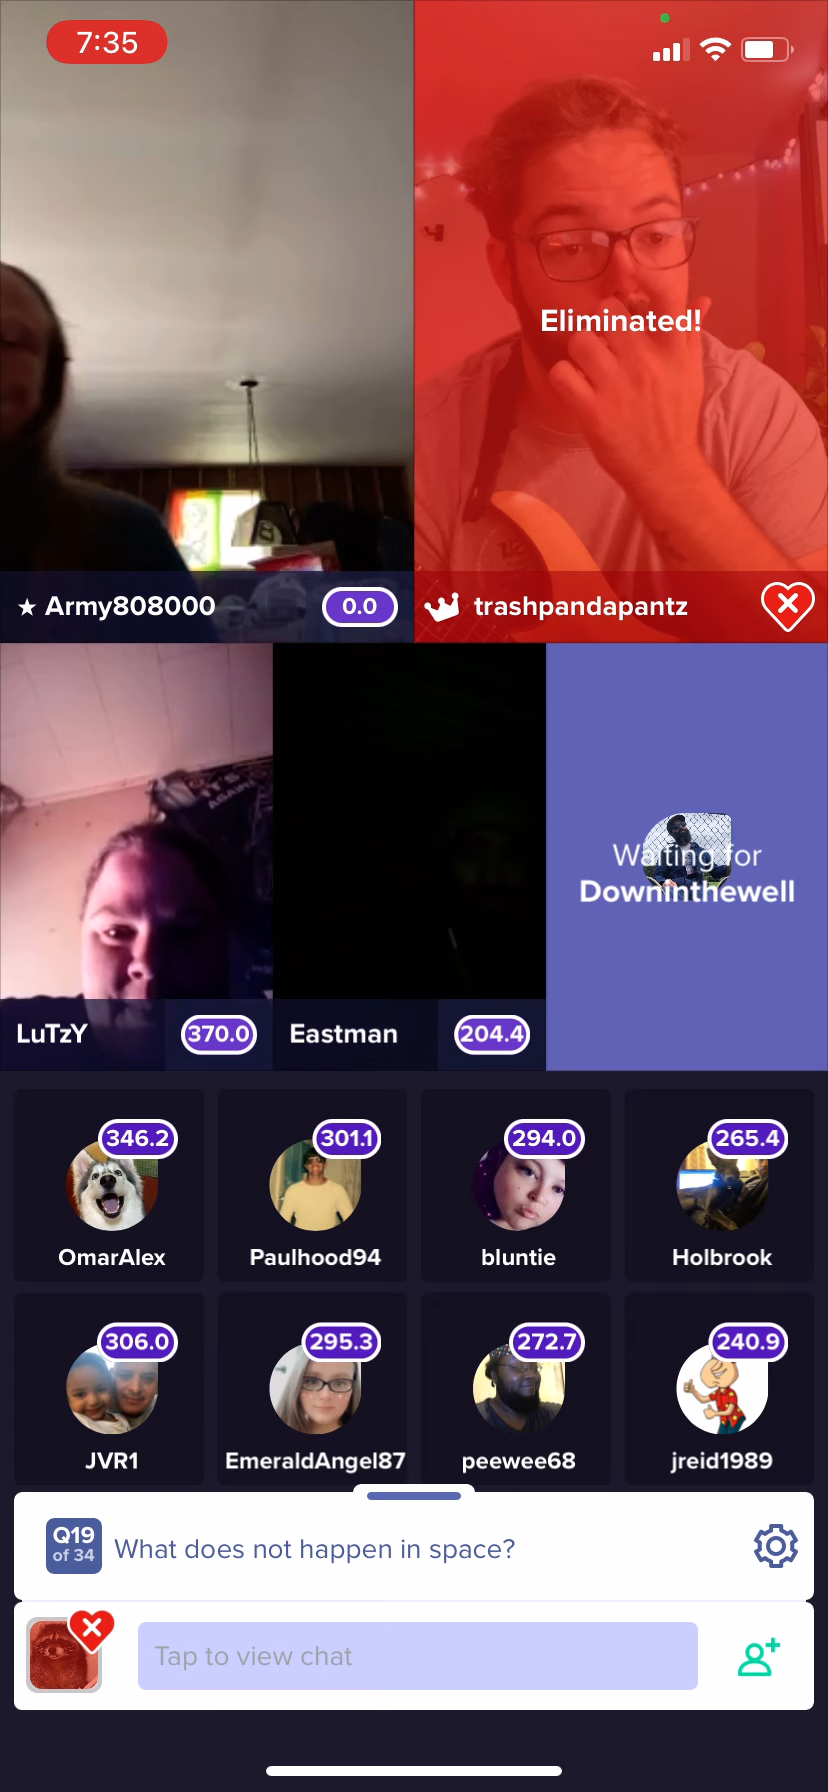 7:35
Eliminated!
Army808000
0.0
trashpandapantz
IT'S
AGAIN!
Waiting for
Downinthewell
LuTzY
370.0
Eastman
204.4
346.2
301.1
294.0
265.4
OmarAlex
Paulhood94
bluntie
Holbrook
306.0
295.3
272.7
240.9
JVR1
EmeraldAngel87
peewee68
jreid1989
Q19
of 34
What does not happen in space?
Tap to view chat